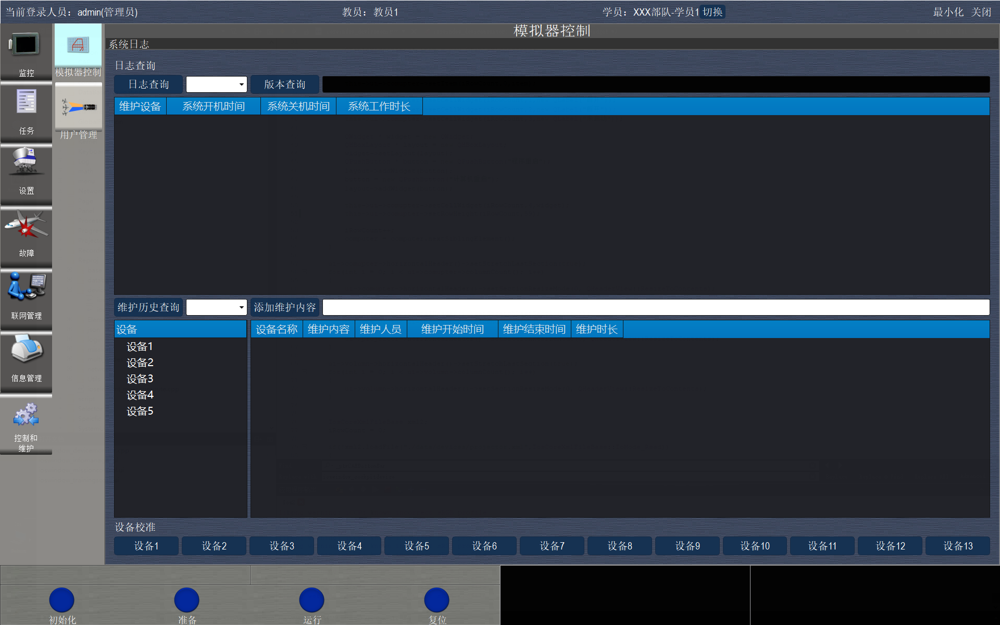 当前登录人员：admin(管理员)
教员：教员1
学员：XXX部队-学员1 切换
最小化 关闭
模拟器控制
系统日志
监控
任务
设置
故障
联网管理
信息管理
控制和
维护
模拟器控制
用户管理
日志查询
日志查询 版本查询
维护设备 系统开机时间 系统关机时间 系统工作时长
维护历史查询 添加维护内容
设备
设备1
设备2
设备3
设备4
设备5
设备名称 维护内容 维护人员 维护开始时间 维护结束时间 维护时长
设备校准
设备1 设备2 设备3 设备4 设备5 设备6 设备7 设备8 设备9 设备10 设备11 设备12 设备13
初始化 准备 运行 复位